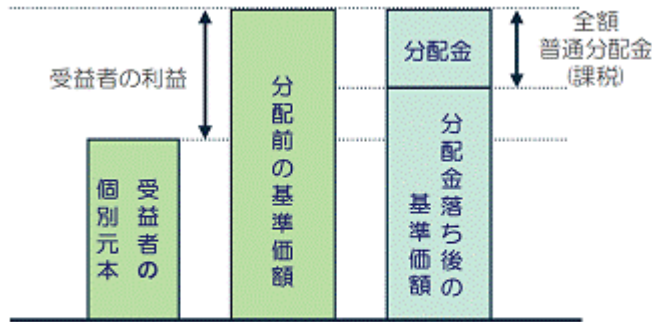 受益者の利益
受益者の
個別元本
分配前の基準価額
分配金
分配金落ち後の
基準価額
全額
普通分配金
(課税)